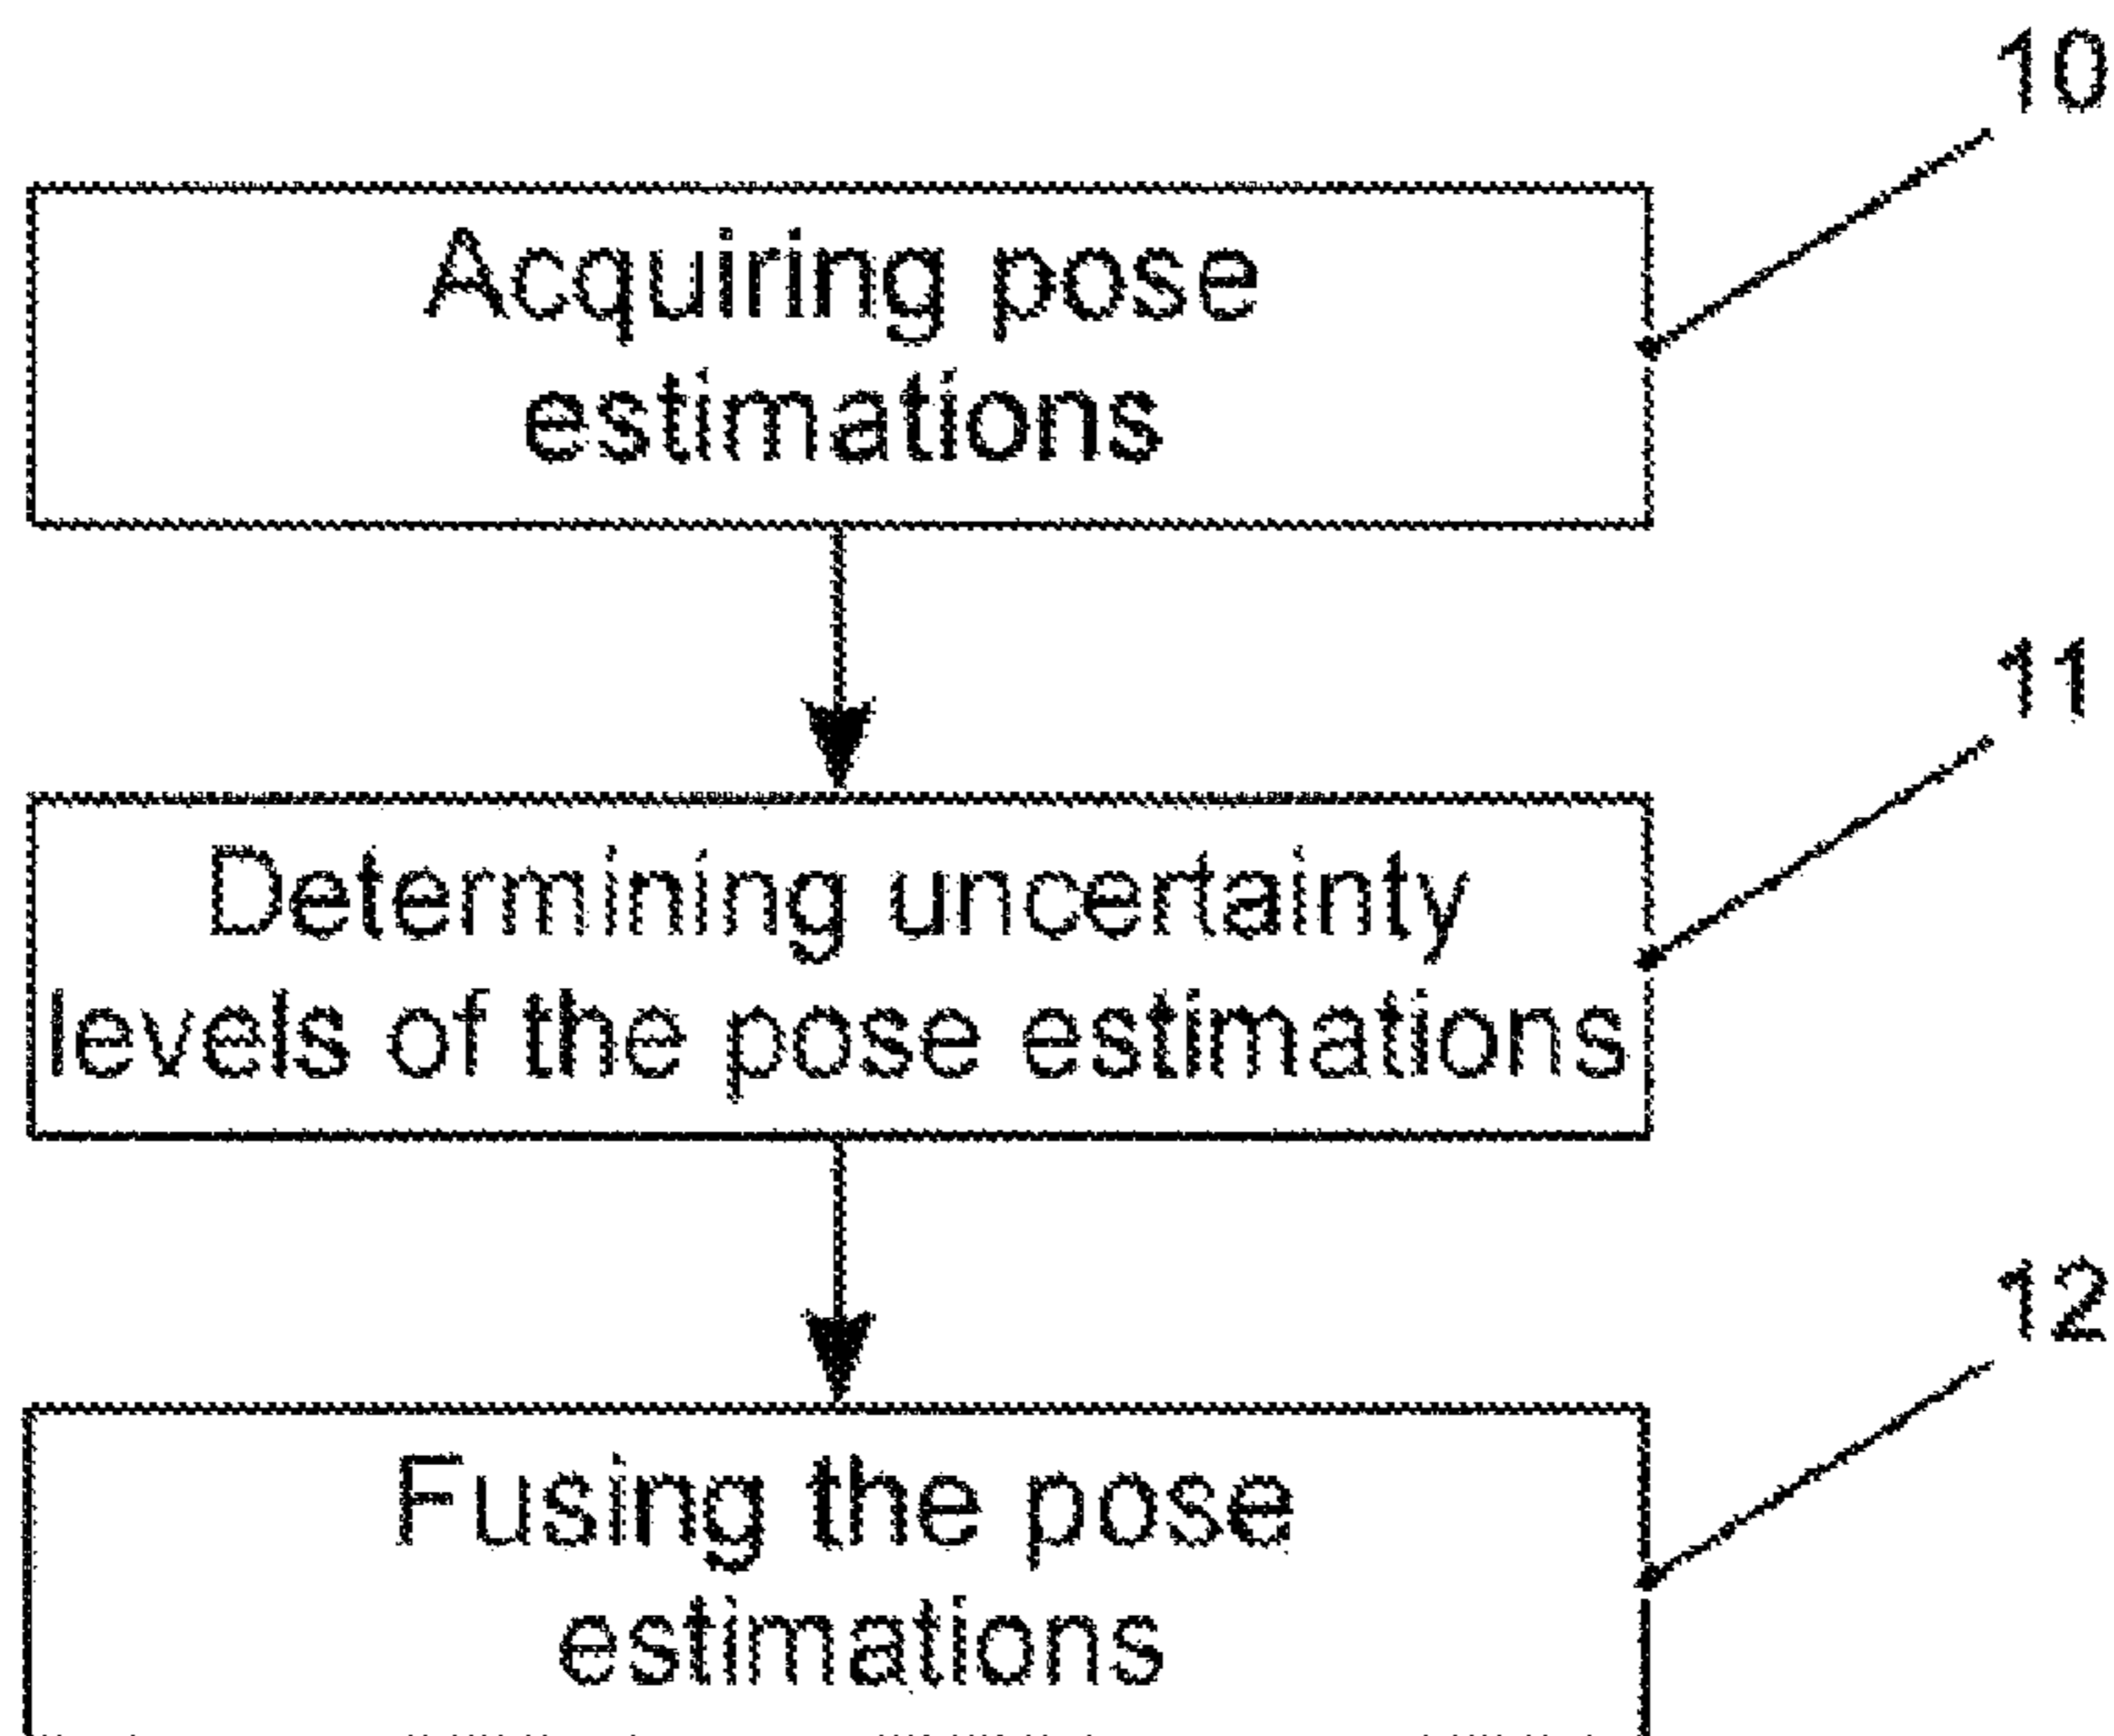 10
Acquiring pose
estimations
11
Determining uncertainty
levels of the pose estimations
12
Fusing the pose
estimations